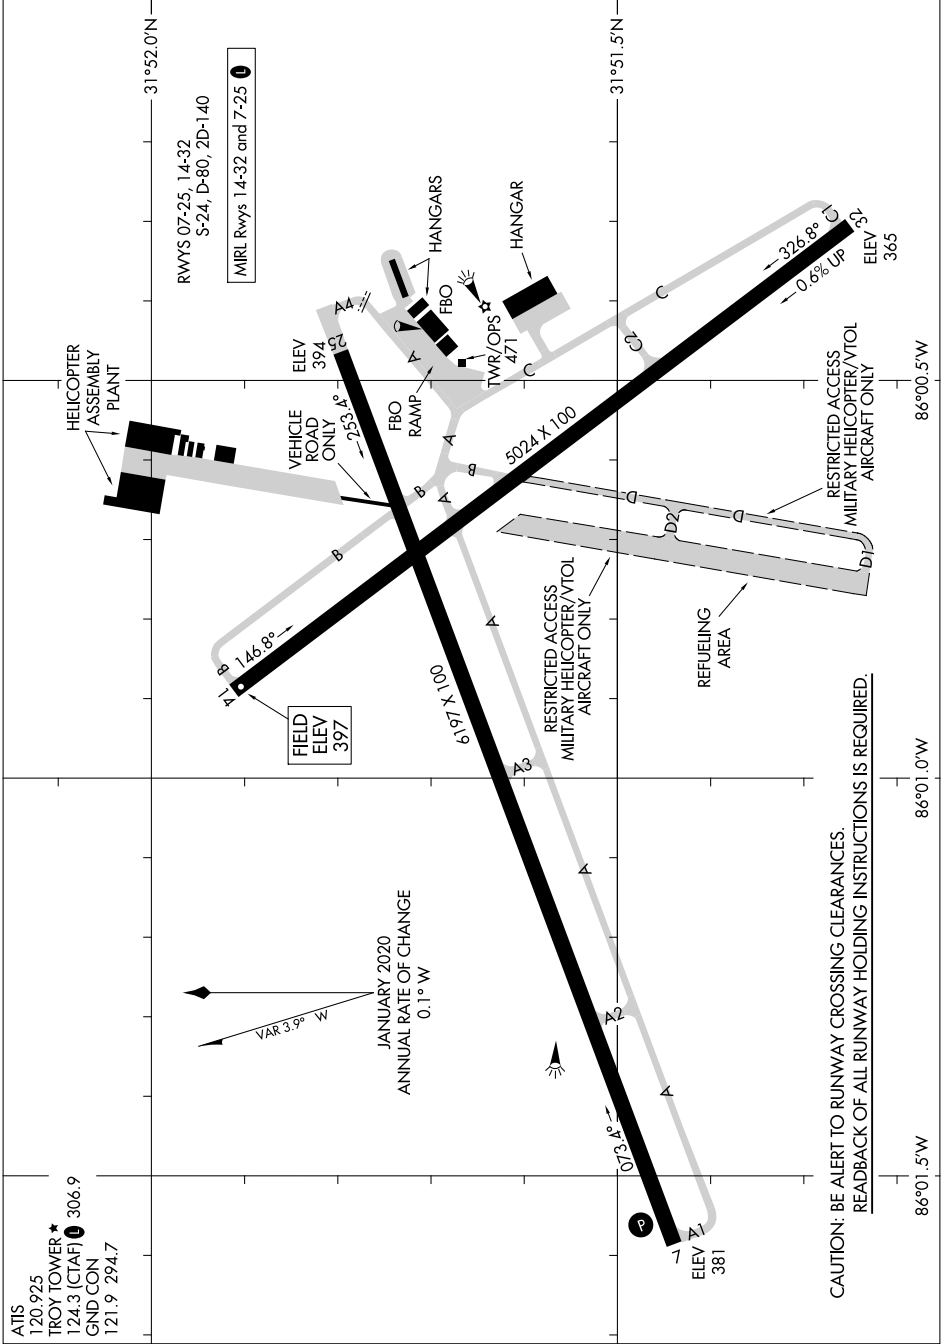 ATIS
120.925
TROY TOWER ★
124.3 (CTAF) L 306.9
GND CON
121.9 294.7
31°52.0'N
31°51.5'N
RWYS 07-25, 14-32
S-24, D-80, 2D-140
MIRL Rwys 14-32 and 7-25 L
HELICOPTER
ASSEMBLY
PLANT
ELEV
394
25
A4
HANGARS
FBO
HANGAR
TWR/OPS
471
FBO
RAMP
A
VEHICLE
ROAD
ONLY
253.4°
C
C
C2
C1
326.8°
0.6% UP
32
ELEV
365
86°00.5'W
A
B
B
A
B
5024 X 100
D
D
D2
D1
RESTRICTED ACCESS
MILITARY HELICOPTER/VTOL
AIRCRAFT ONLY
B
146.8°
14
FIELD
ELEV
397
A
6197 X 100
A3
RESTRICTED ACCESS
MILITARY HELICOPTER/VTOL
AIRCRAFT ONLY
REFUELING
AREA
86°01.0'W
VAR 3.9° W
JANUARY 2020
ANNUAL RATE OF CHANGE
0.1° W
A
A2
A
073.4°
P
7
A1
ELEV
381
86°01.5'W
CAUTION: BE ALERT TO RUNWAY CROSSING CLEARANCES.
READBACK OF ALL RUNWAY HOLDING INSTRUCTIONS IS REQUIRED.